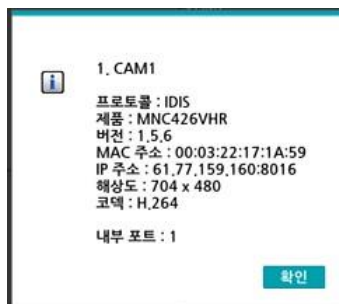 1. CAM1
프로토콜 : IDIS
제품 : MNC426VHR
버전 : 1.5.6
MAC 주소 : 00:03:22:17:1A:59
IP 주소 : 61.77.159.160:8016
해상도 : 704 x 480
코덱 : H.264
내부 포트 : 1
확인